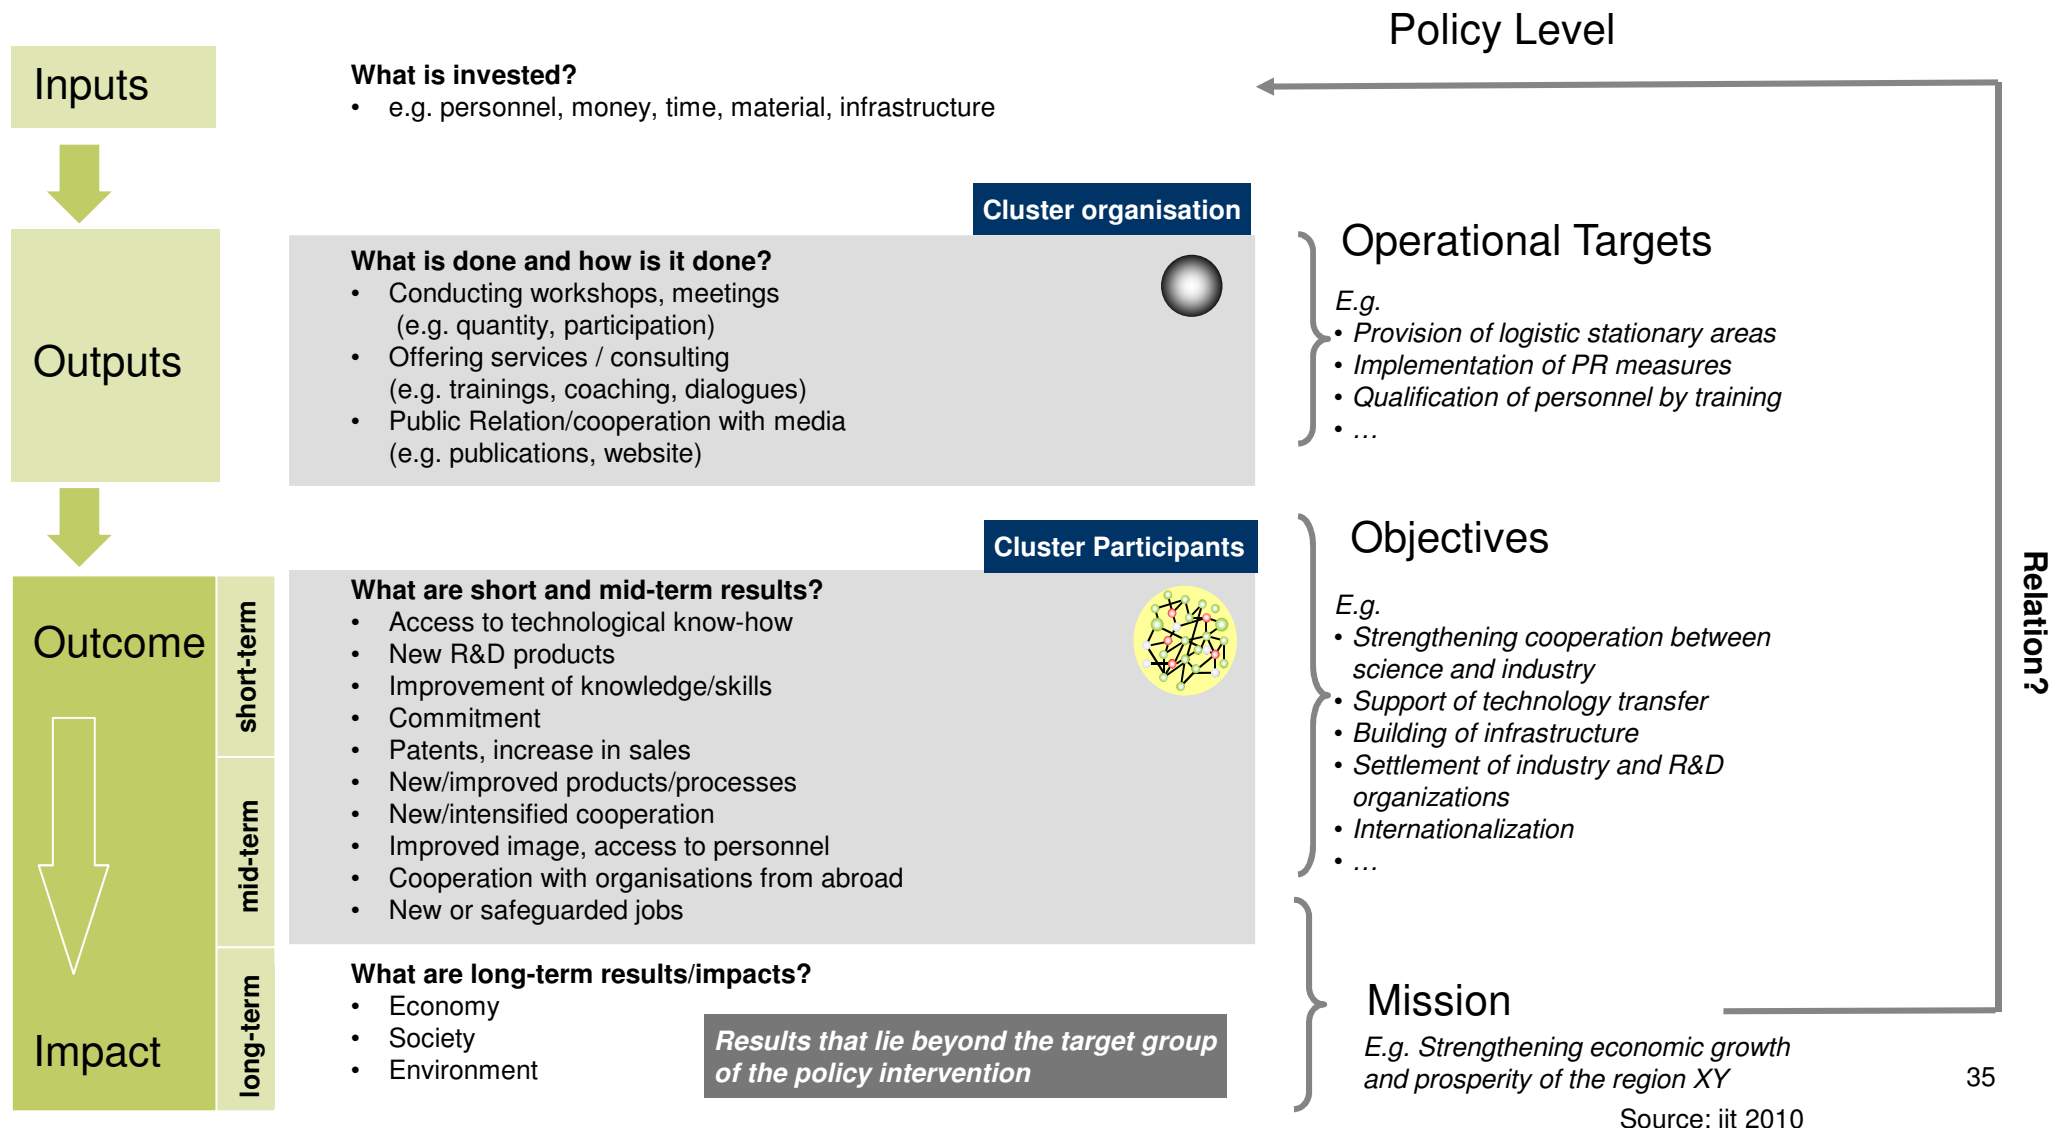 Policy Level
Inputs
What is invested?
• e.g. personnel, money, time, material, infrastructure
Cluster organisation
Outputs
What is done and how is it done?
• Conducting workshops, meetings
(e.g. quantity, participation)
• Offering services / consulting
(e.g. trainings, coaching, dialogues)
• Public Relation/cooperation with media
(e.g. publications, website)
Operational Targets
E.g.
• Provision of logistic stationary areas
• Implementation of PR measures
• Qualification of personnel by training
• …
Cluster Participants
Outcome
short-term
mid-term
What are short and mid-term results?
• Access to technological know-how
• New R&D products
• Improvement of knowledge/skills
• Commitment
• Patents, increase in sales
• New/improved products/processes
• New/intensified cooperation
• Improved image, access to personnel
• Cooperation with organisations from abroad
• New or safeguarded jobs
Objectives
E.g.
• Strengthening cooperation between
science and industry
• Support of technology transfer
• Building of infrastructure
• Settlement of industry and R&D
organizations
• Internationalization
• …
Relation?
Impact
long-term
What are long-term results/impacts?
• Economy
• Society
• Environment
Results that lie beyond the target group
of the policy intervention
Mission
E.g. Strengthening economic growth
and prosperity of the region XY
35
Source: iit 2010